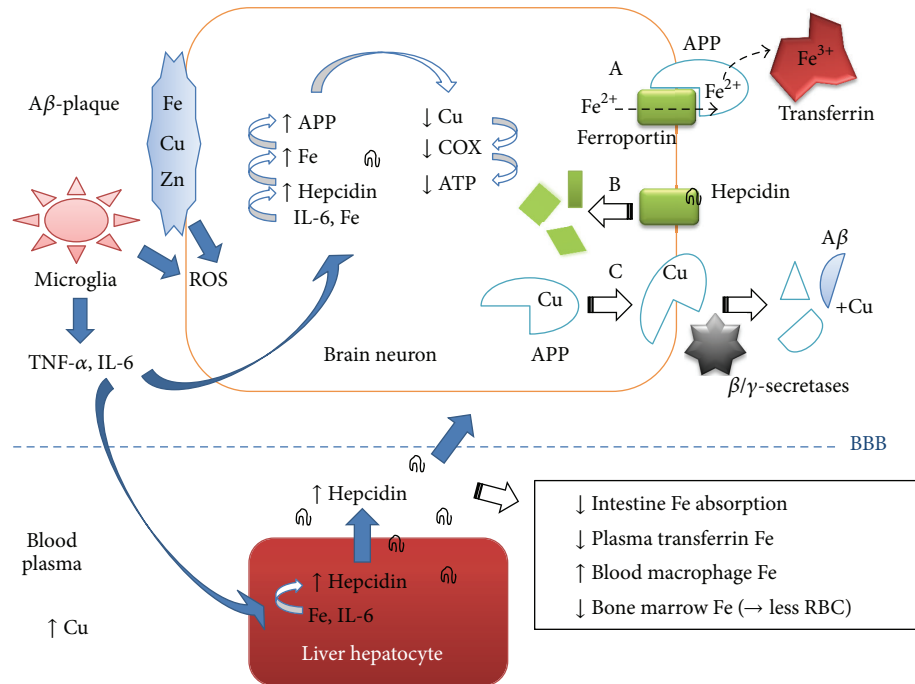 Aβ-plaque
Fe
Cu
Zn
Microglia
ROS
TNF-α, IL-6
↑ APP
↑ Fe
↑ Hepcidin
IL-6, Fe
↓ Cu
↓ COX
↓ ATP
Brain neuron
A
APP
Fe2+
Fe2+
Fe3+
Ferroportin
Transferrin
B
Hepcidin
C
Cu
APP
Cu
Aβ
+Cu
β/γ-secretases
BBB
↑ Hepcidin
Blood
plasma
↑ Cu
↑ Hepcidin
Fe, IL-6
Liver hepatocyte
↓ Intestine Fe absorption
↓ Plasma transferrin Fe
↑ Blood macrophage Fe
↓ Bone marrow Fe (→ less RBC)